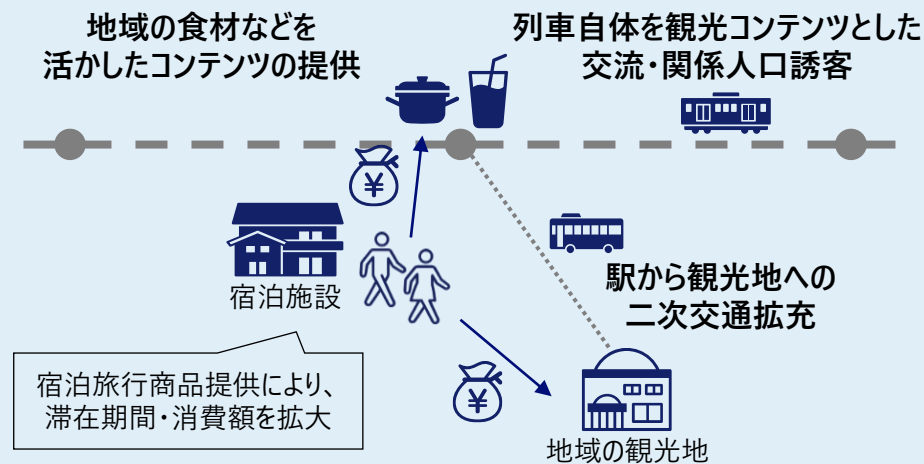 地域の食材などを
活かしたコンテンツの提供
列車自体を観光コンテンツとした
交流・関係人口誘客
¥
宿泊施設
駅から観光地への
二次交通拡充
宿泊旅行商品提供により、
滞在期間・消費額を拡大
¥
地域の観光地